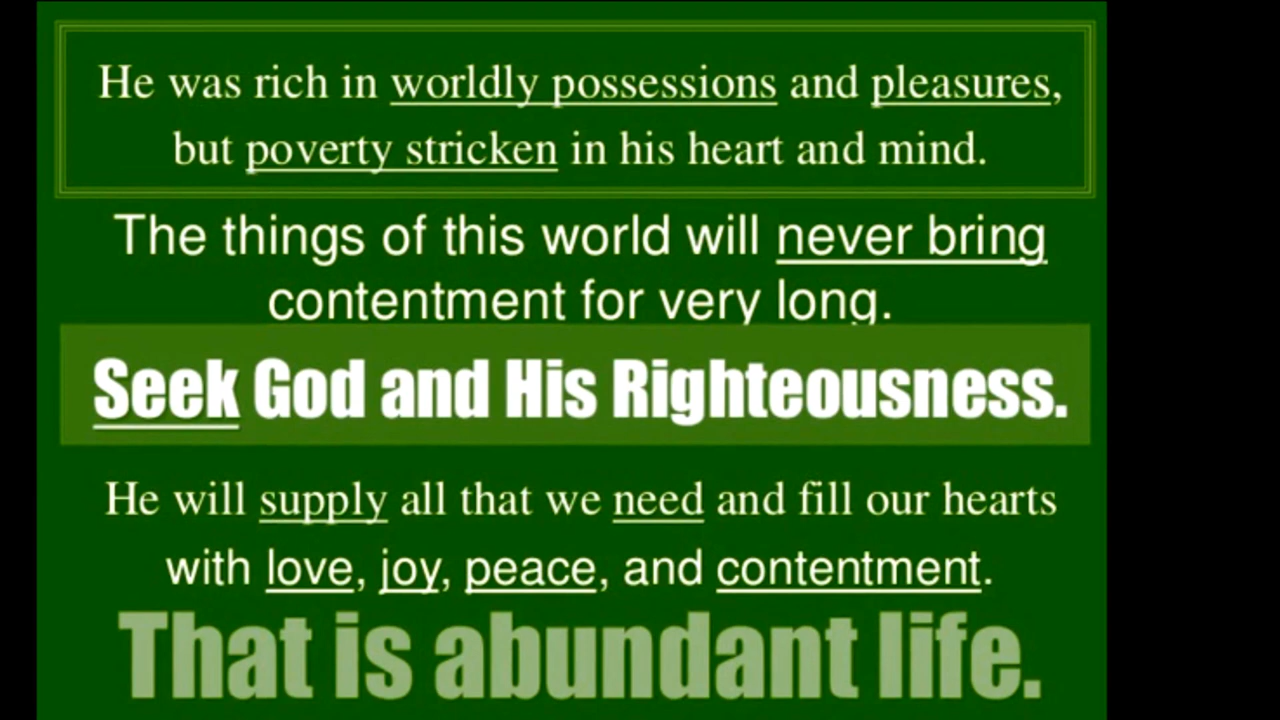 He was rich in worldly possessions and pleasures,
but poverty stricken in his heart and mind.
The things of this world will never bring
contentment for very long.
Seek God and His Righteousness.
He will supply all that we need and fill our hearts
with love, joy, peace, and contentment.
That is abundant life.